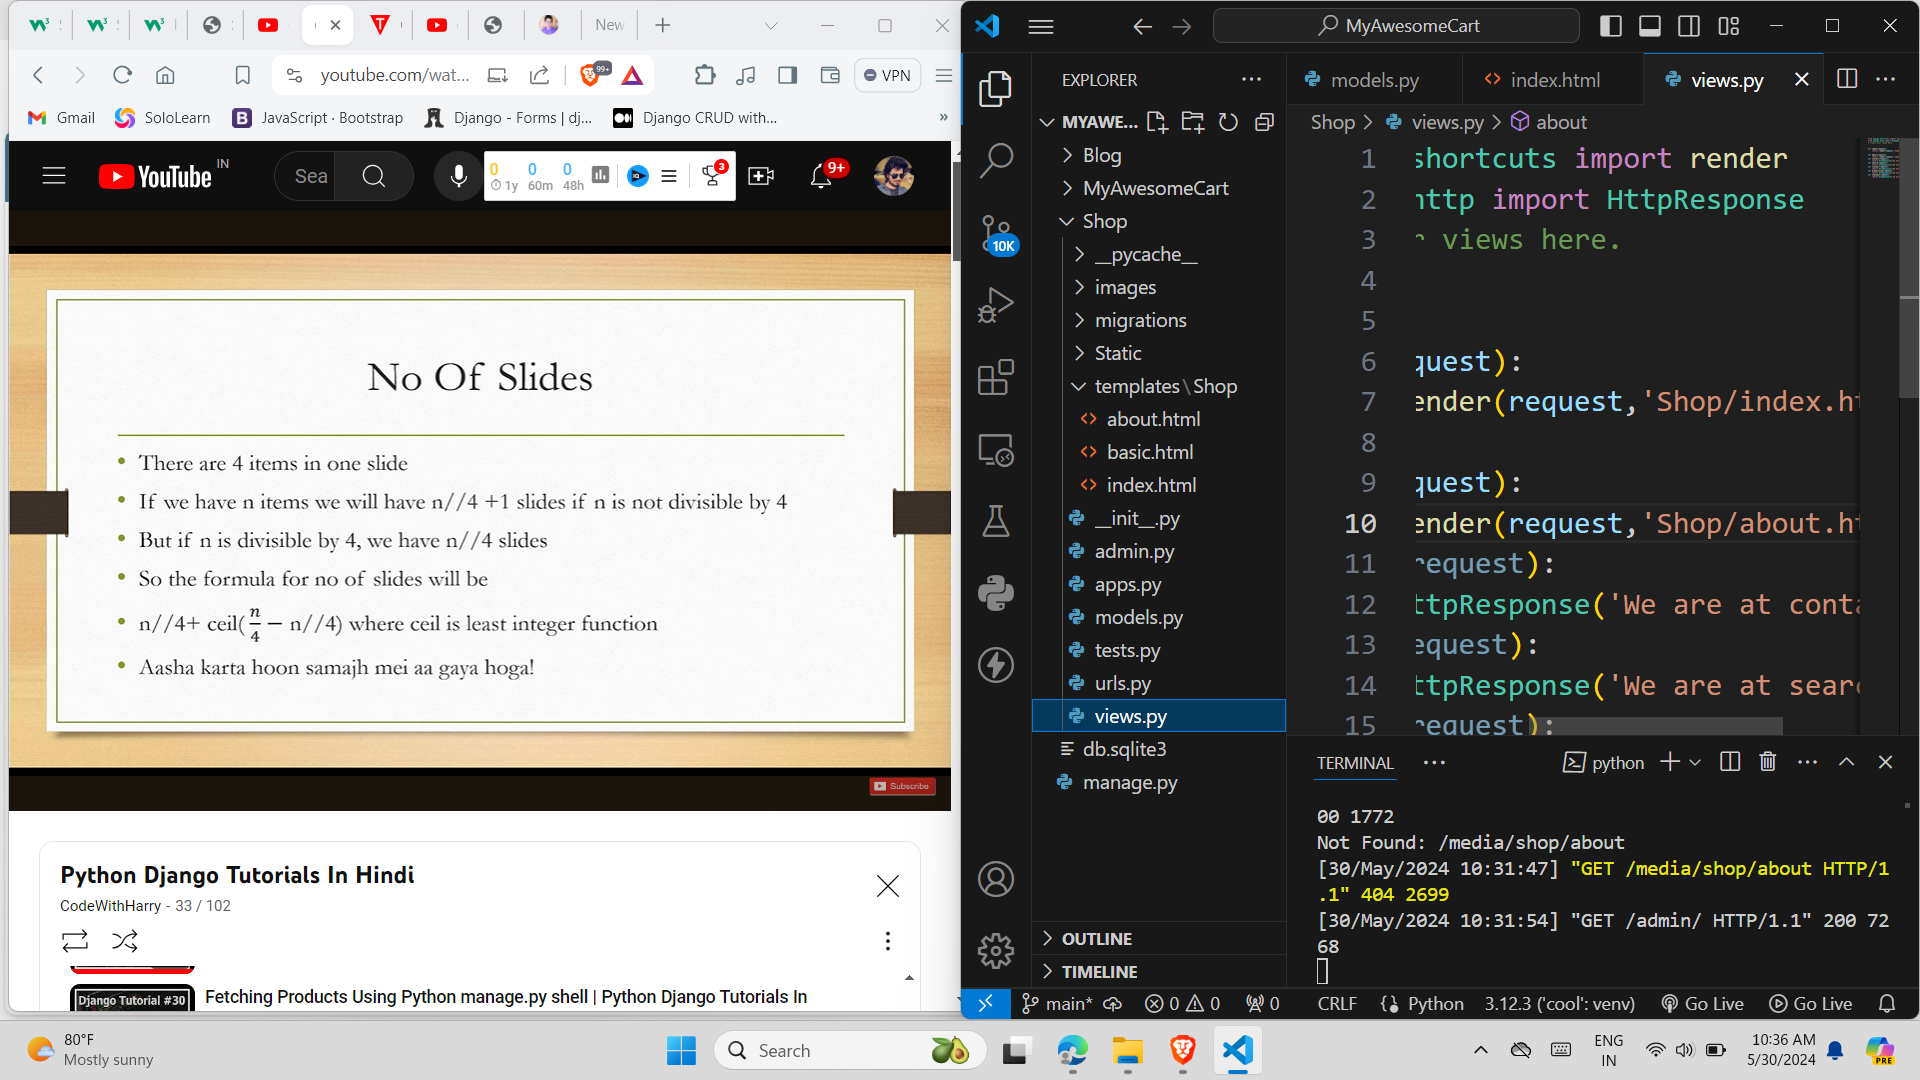 New
MyAwesomeCart
youtube.com/wat...
99+
VPN
Gmail
SoloLearn
JavaScript · Bootstrap
Django - Forms | dj...
Django CRUD with...
»
YouTube
IN
Sea
0 0 0
1y 60m 48h
3
9+
No Of Slides
There are 4 items in one slide
If we have n items we will have n//4 +1 slides if n is not divisible by 4
But if n is divisible by 4, we have n//4 slides
So the formula for no of slides will be
n//4+ ceil(n/4 − n//4) where ceil is least integer function
Aasha karta hoon samajh mei aa gaya hoga!
Subscribe
Python Django Tutorials In Hindi
CodeWithHarry - 33 / 102
Django Tutorial #30
Fetching Products Using Python manage.py shell | Python Django Tutorials In
EXPLORER
MYAWE...
Blog
MyAwesomeCart
Shop
__pycache__
images
migrations
Static
templates\Shop
about.html
basic.html
index.html
__init__.py
admin.py
apps.py
models.py
tests.py
urls.py
views.py
db.sqlite3
manage.py
OUTLINE
TIMELINE
10K
models.py
index.html
views.py
Shop > views.py > about
1 shortcuts import render
2 http import HttpResponse
3 r views here.
4
5
6 quest):
7 ender(request,'Shop/index.ht
8
9 quest):
10 ender(request,'Shop/about.ht
11 request):
12 ttpResponse('We are at conta
13 equest):
14 ttpResponse('We are at sear
15 request):
TERMINAL
python
00 1772
Not Found: /media/shop/about
[30/May/2024 10:31:47] "GET /media/shop/about HTTP/1
.1" 404 2699
[30/May/2024 10:31:54] "GET /admin/ HTTP/1.1" 200 72
68
main*
0 0
0
CRLF
Python
3.12.3 ('cool': venv)
Go Live
Go Live
80°F
Mostly sunny
Search
ENG
IN
10:36 AM
5/30/2024
PRE